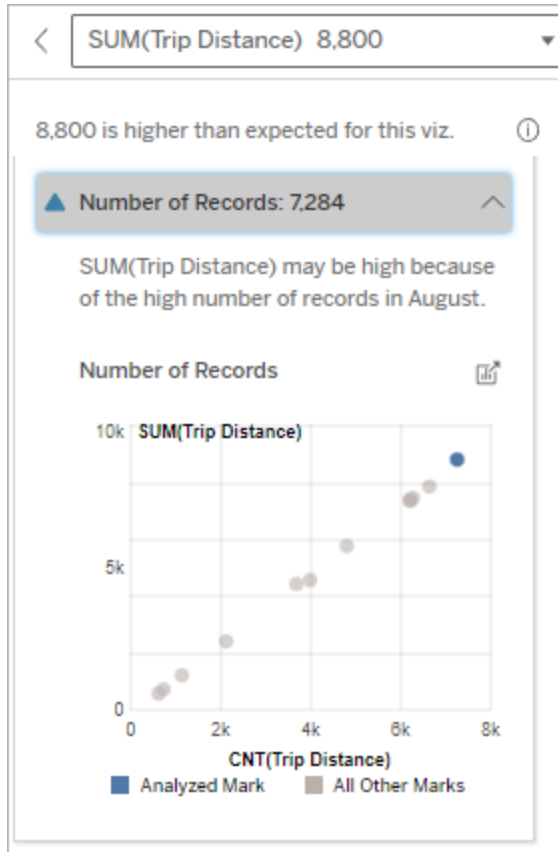 SUM(Trip Distance) 8,800
8,800 is higher than expected for this viz.
Number of Records: 7,284
SUM(Trip Distance) may be high because
of the high number of records in August.
Number of Records
10k SUM(Trip Distance)
5k
0
0 2k 4k 6k 8k
CNT(Trip Distance)
Analyzed Mark All Other Marks